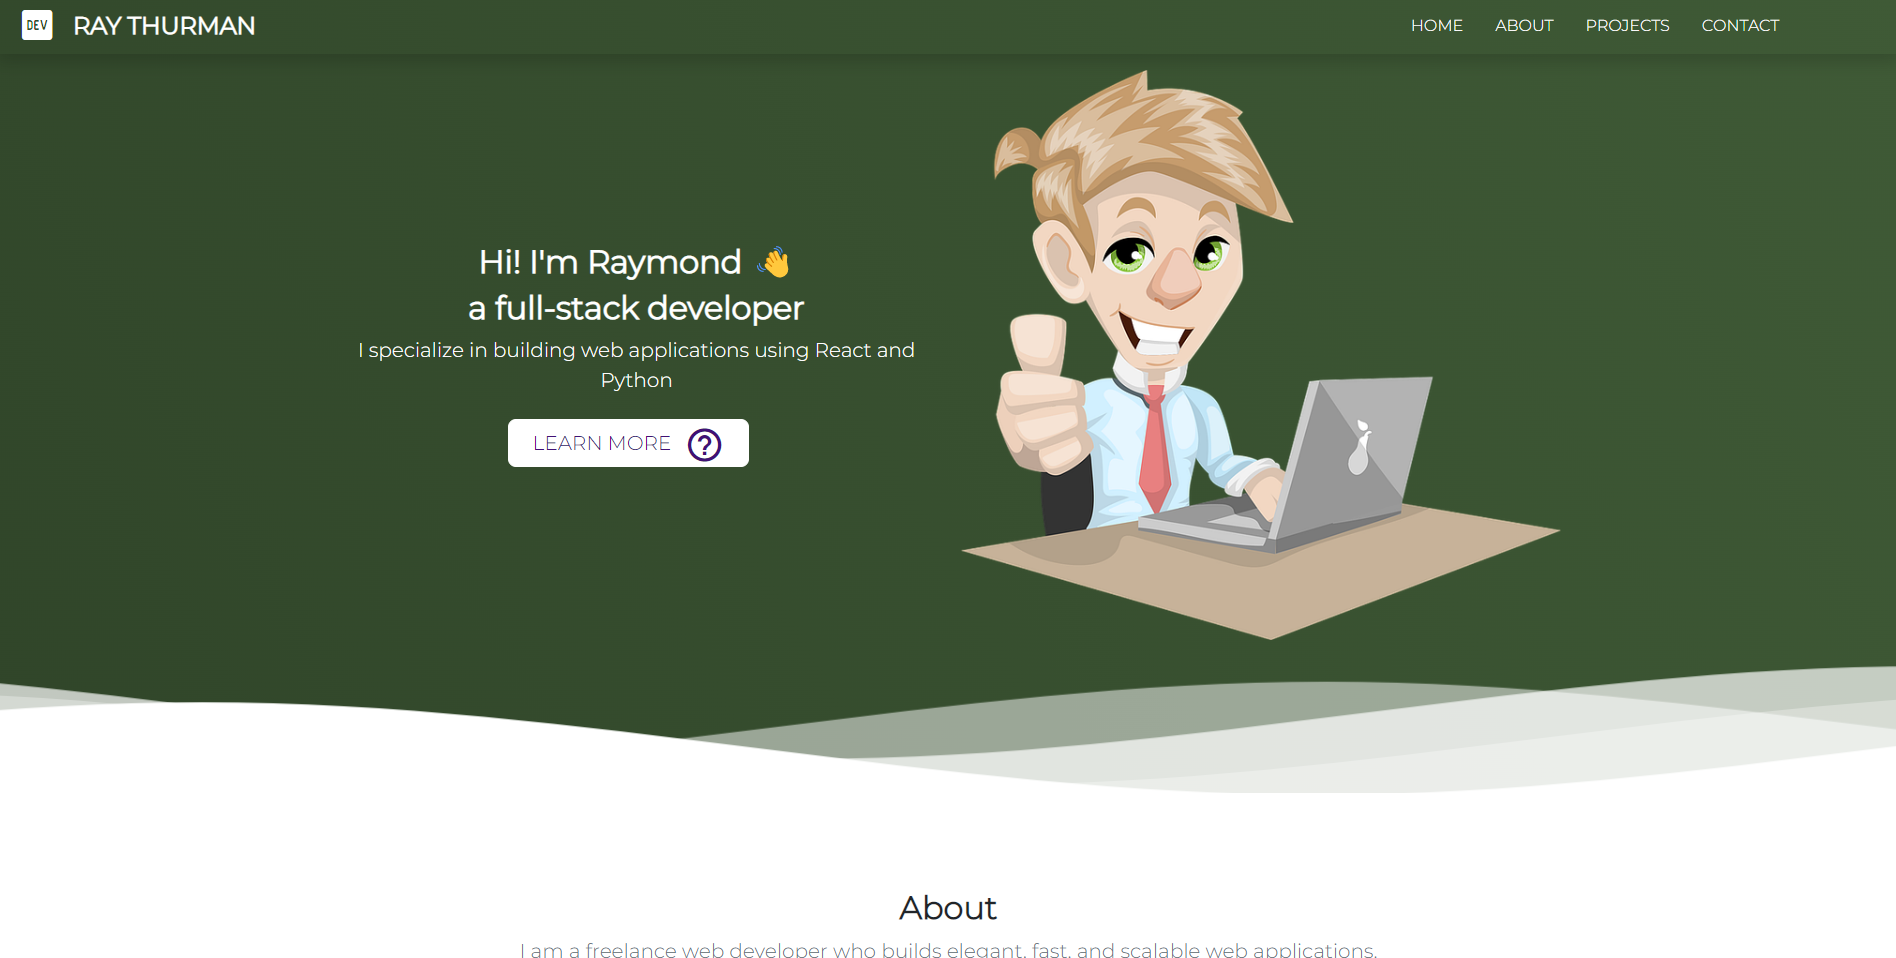 DEV RAY THURMAN HOME ABOUT PROJECTS CONTACT
Hi! I'm Raymond 👋
a full-stack developer
I specialize in building web applications using React and
Python
LEARN MORE
About
I am a freelance web developer who builds elegant, fast, and scalable web applications.